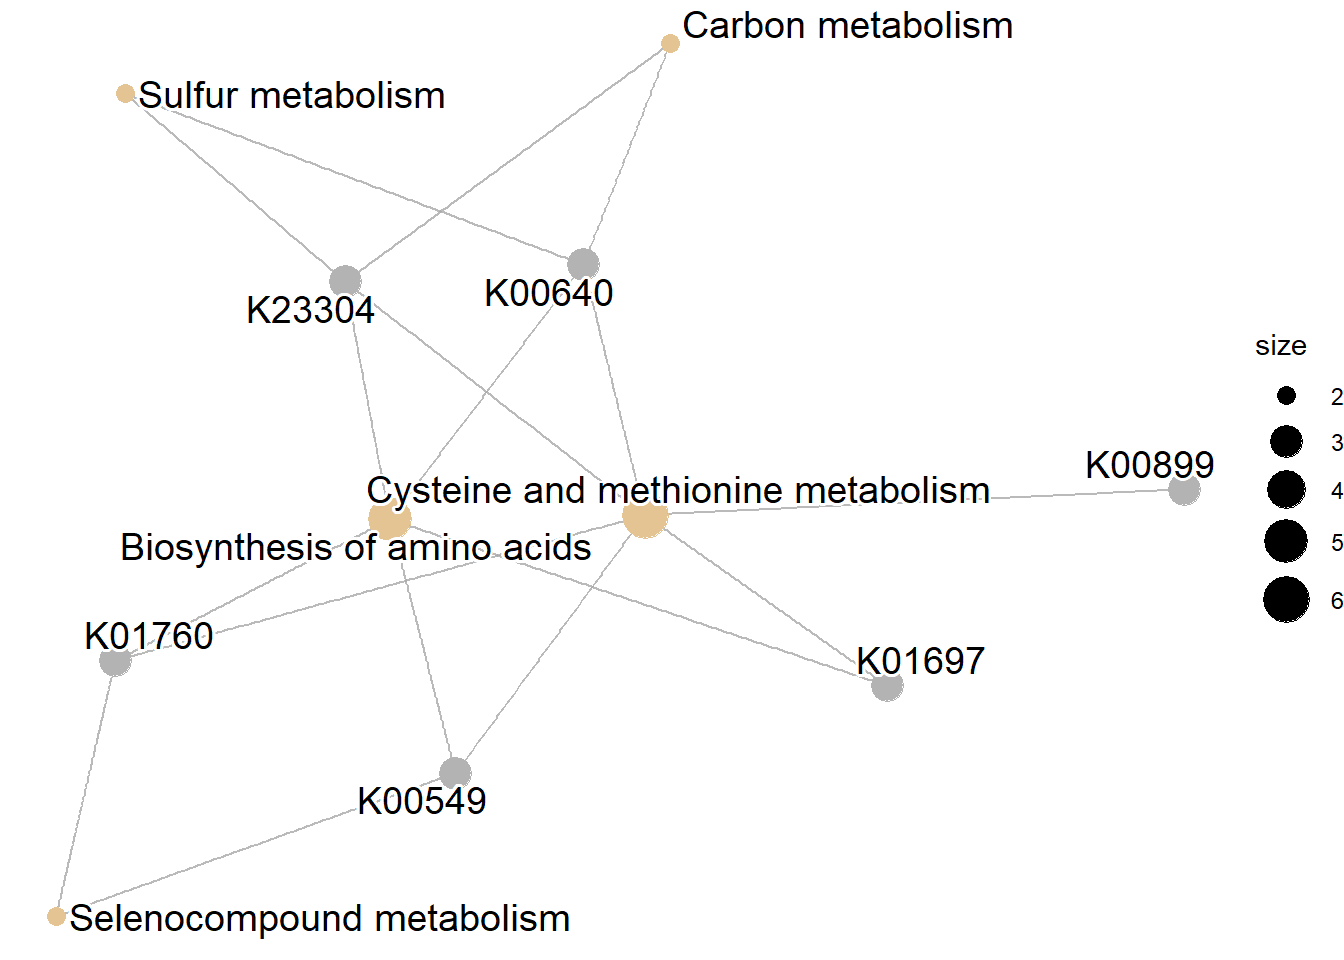 Carbon metabolism
Sulfur metabolism
K23304
K00640
size
2
3
4
5
6
K00899
Cysteine and methionine metabolism
Biosynthesis of amino acids
K01760
K01697
K00549
Selenocompound metabolism